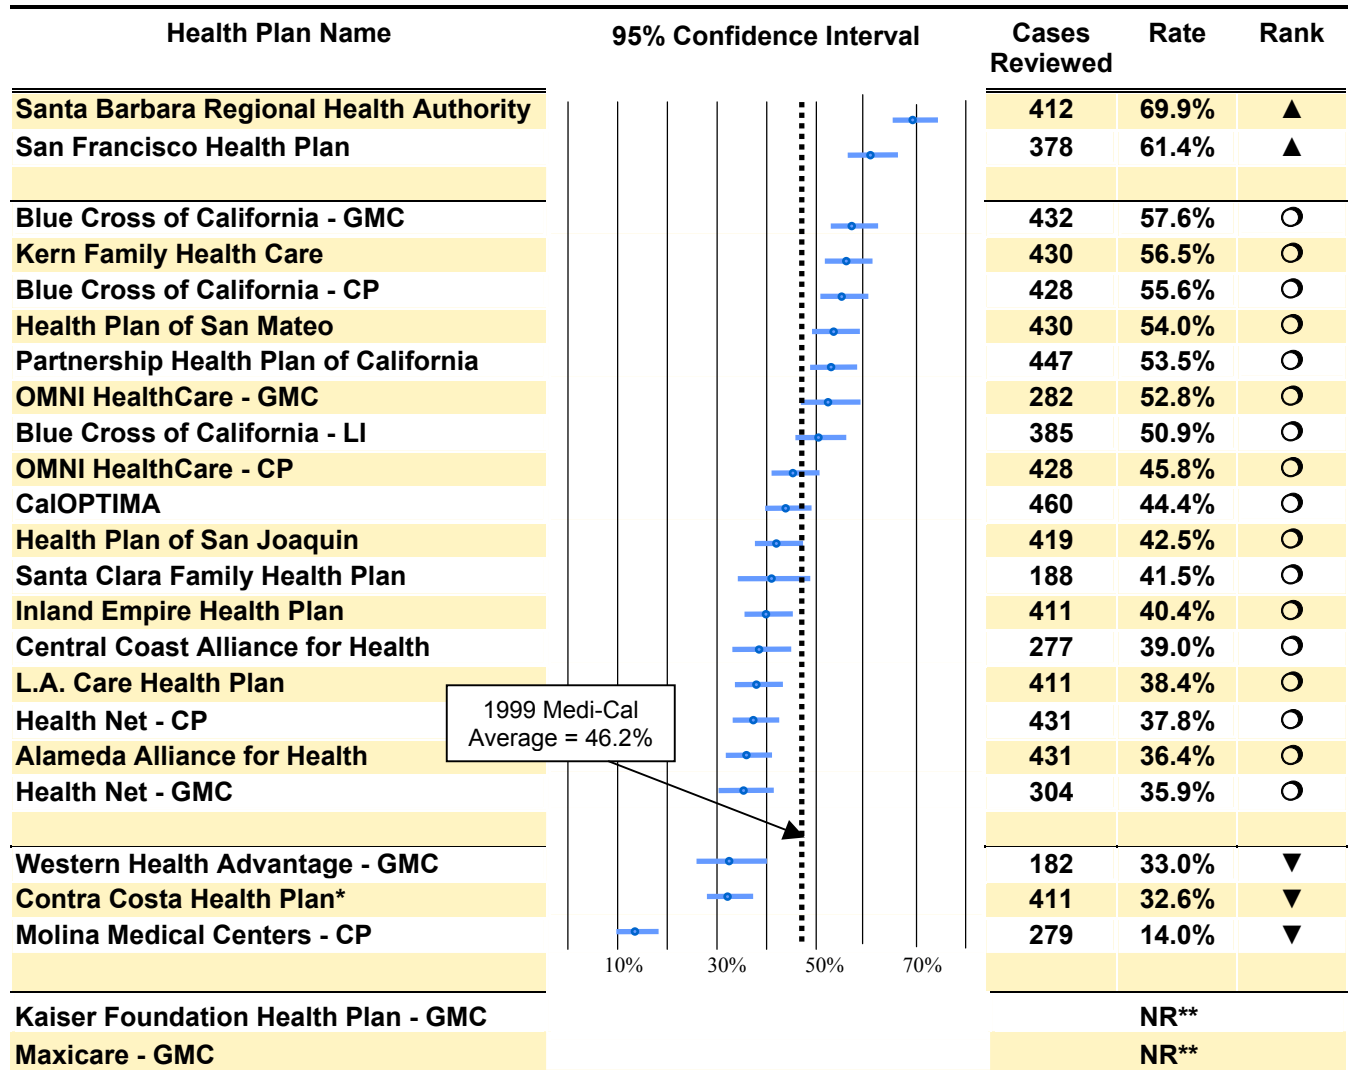 Health Plan Name 95% Confidence Interval Cases Reviewed Rate Rank
Santa Barbara Regional Health Authority 412 69.9% ▲
San Francisco Health Plan 378 61.4% ▲
Blue Cross of California - GMC 432 57.6% ❍
Kern Family Health Care 430 56.5% ❍
Blue Cross of California - CP 428 55.6% ❍
Health Plan of San Mateo 430 54.0% ❍
Partnership Health Plan of California 447 53.5% ❍
OMNI HealthCare - GMC 282 52.8% ❍
Blue Cross of California - LI 385 50.9% ❍
OMNI HealthCare - CP 428 45.8% ❍
CalOPTIMA 460 44.4% ❍
Health Plan of San Joaquin 419 42.5% ❍
Santa Clara Family Health Plan 188 41.5% ❍
Inland Empire Health Plan 411 40.4% ❍
Central Coast Alliance for Health 277 39.0% ❍
L.A. Care Health Plan 411 38.4% ❍
Health Net - CP 431 37.8% ❍
Alameda Alliance for Health 431 36.4% ❍
Health Net - GMC 304 35.9% ❍
1999 Medi-Cal
Average = 46.2%
Western Health Advantage - GMC 182 33.0% ▼
Contra Costa Health Plan* 411 32.6% ▼
Molina Medical Centers - CP 279 14.0% ▼
10% 30% 50% 70%
Kaiser Foundation Health Plan - GMC NR**
Maxicare - GMC NR**